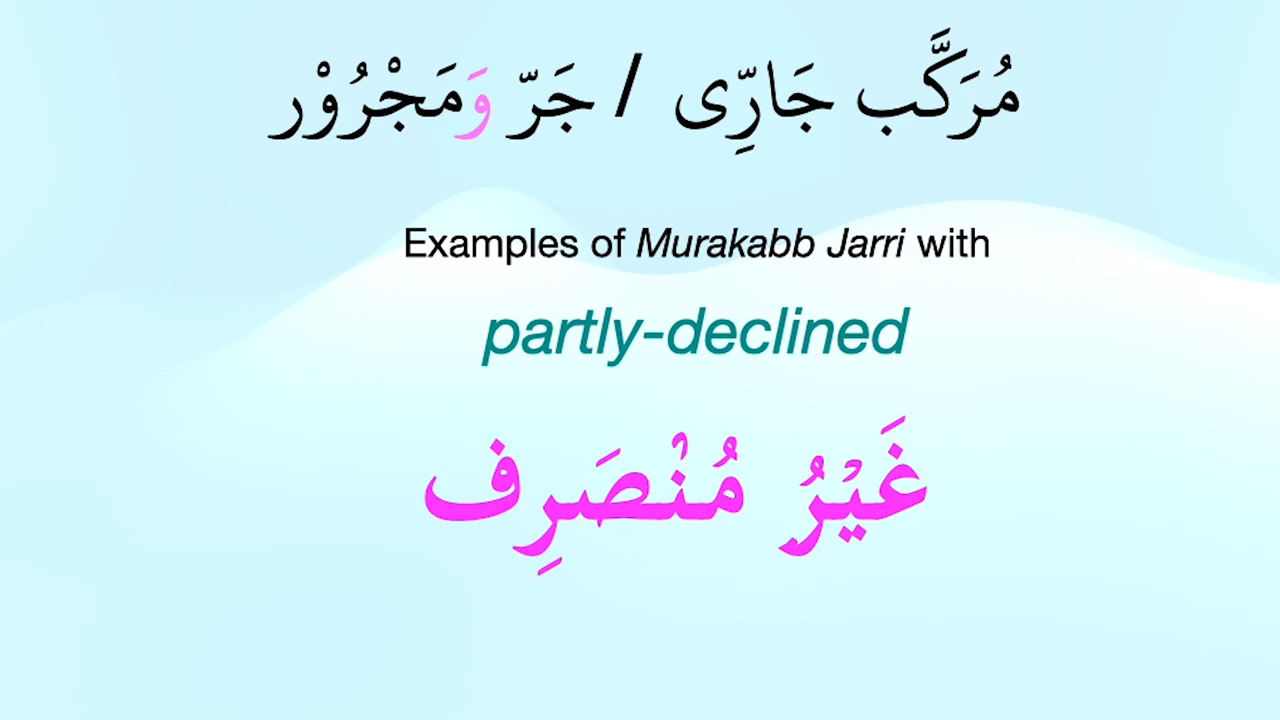 مُرَكَّب جَارِّى / جَرّ وَمَجْرُوْر
Examples of Murakabb Jarri with
partly-declined
غَيْرُ مُنْصَرِف